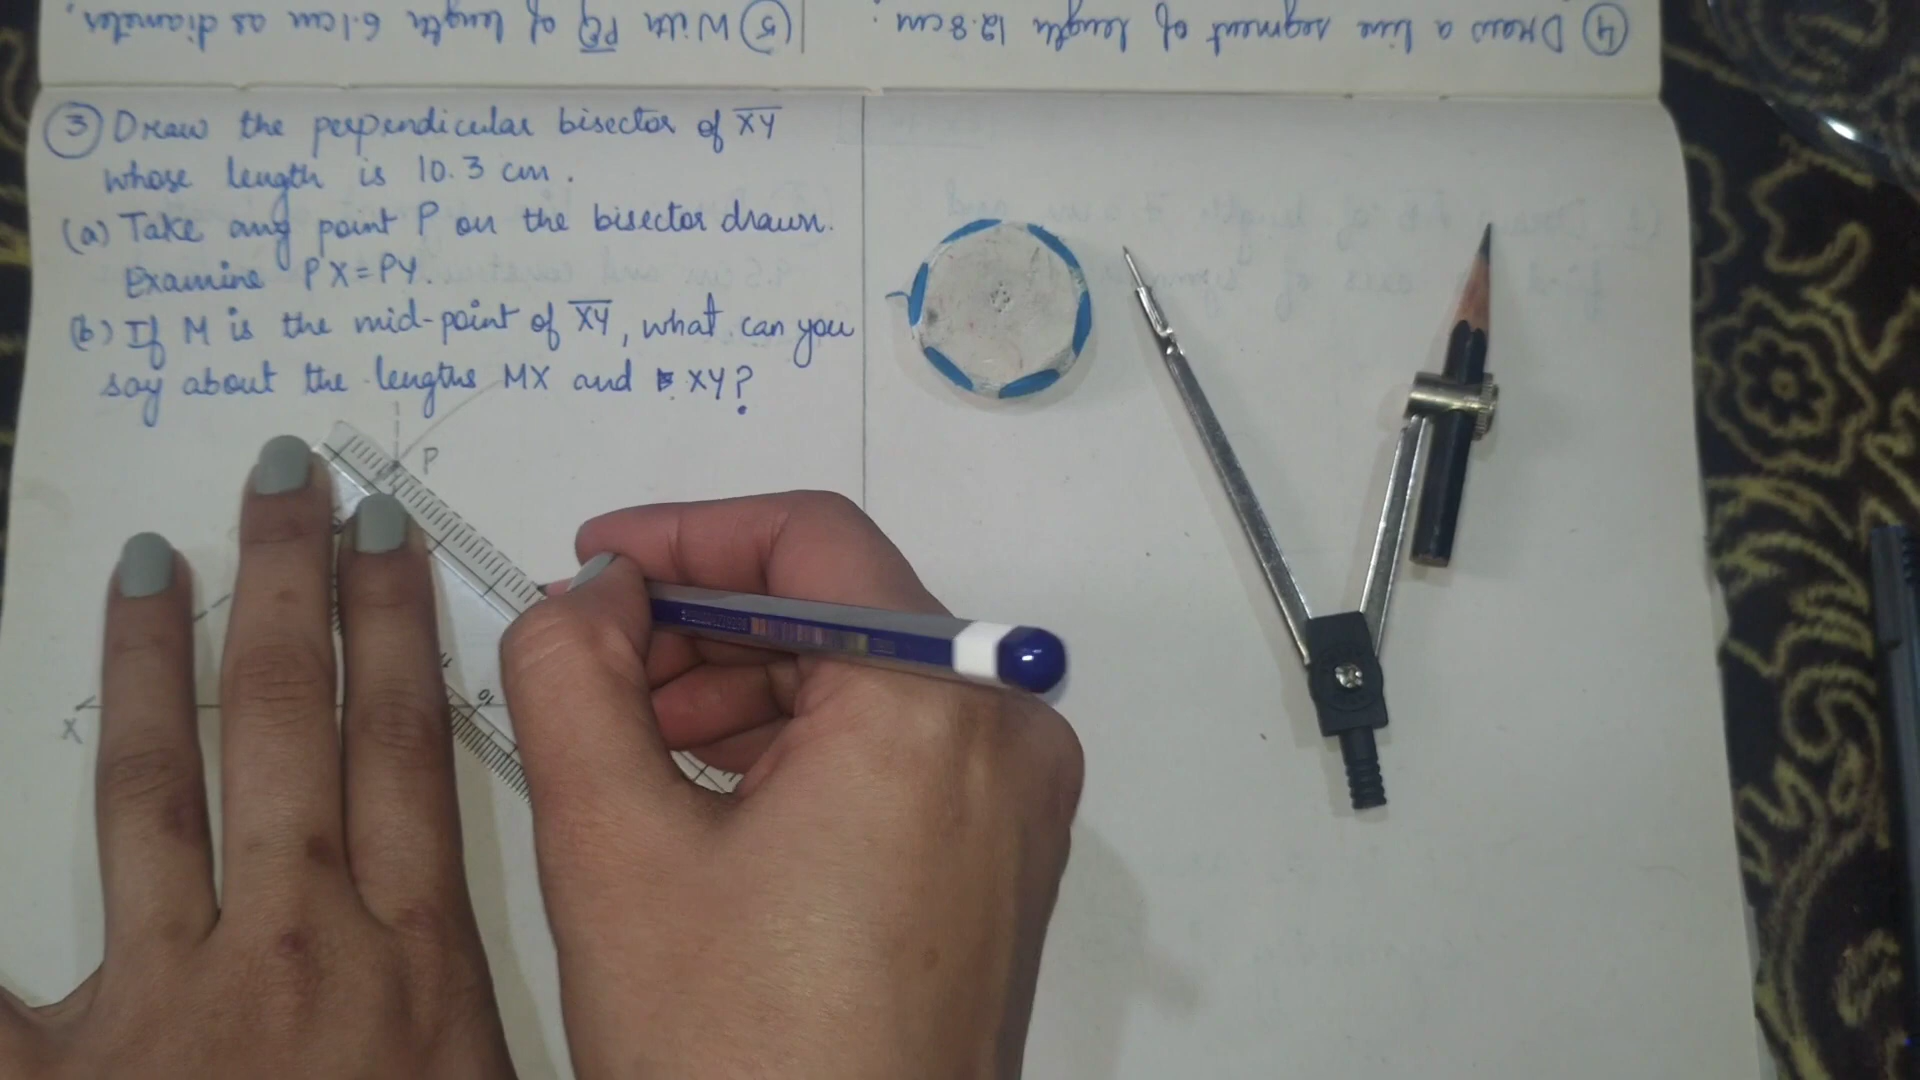 ④ Draw a line segment of length 12.8 cm.
⑤ With PQ of length 6.1 cm as diameter,
③ Draw the perpendicular bisector of XY
whose length is 10.3 cm.
(a) Take any point P on the bisector drawn.
Examine PX = PY.
(b) If M is the mid-point of XY, what can you
say about the lengths MX and XY?
P
11
10
X